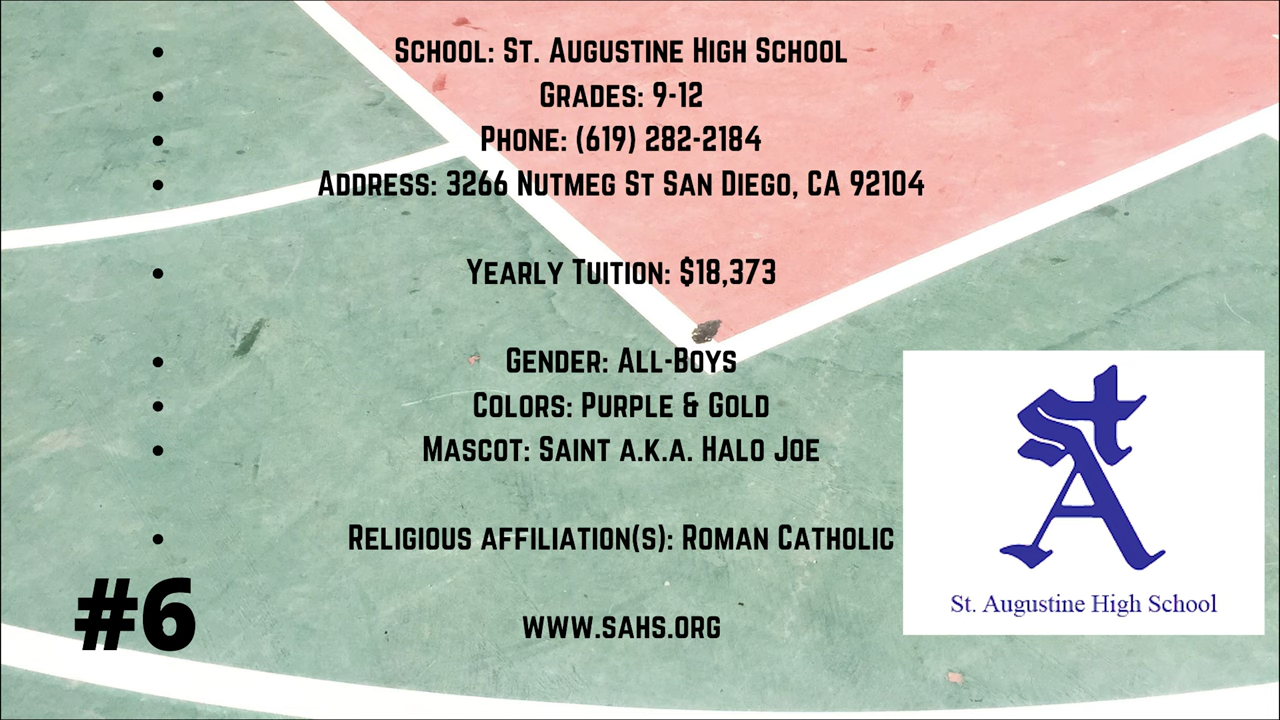 • School: St. Augustine High School
• Grades: 9-12
• Phone: (619) 282-2184
• Address: 3266 Nutmeg St San Diego, CA 92104
• Yearly Tuition: $18,373
• Gender: All-Boys
• Colors: Purple & Gold
• Mascot: Saint a.k.a. Halo Joe
• Religious affiliation(s): Roman Catholic
www.sahs.org
#6
St
A
St. Augustine High School